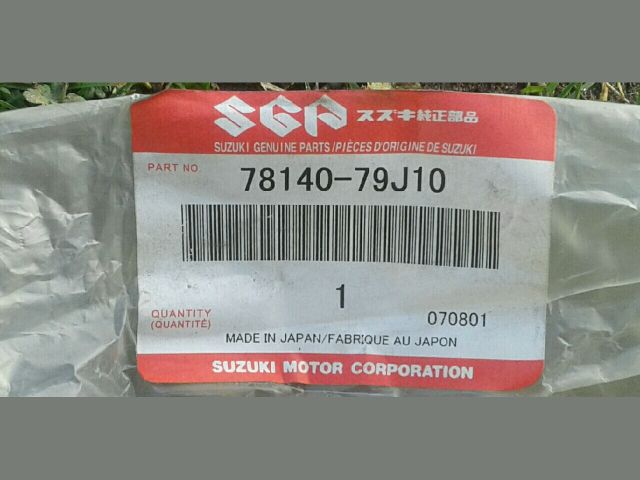 SGP スズキ純正部品
SUZUKI GENUINE PARTS/PIÈCES D'ORIGINE DE SUZUKI
PART NO 78140-79J10
1
QUANTITY
(QUANTITÉ)
070801
MADE IN JAPAN/FABRIQUE AU JAPON
SUZUKI MOTOR CORPORATION